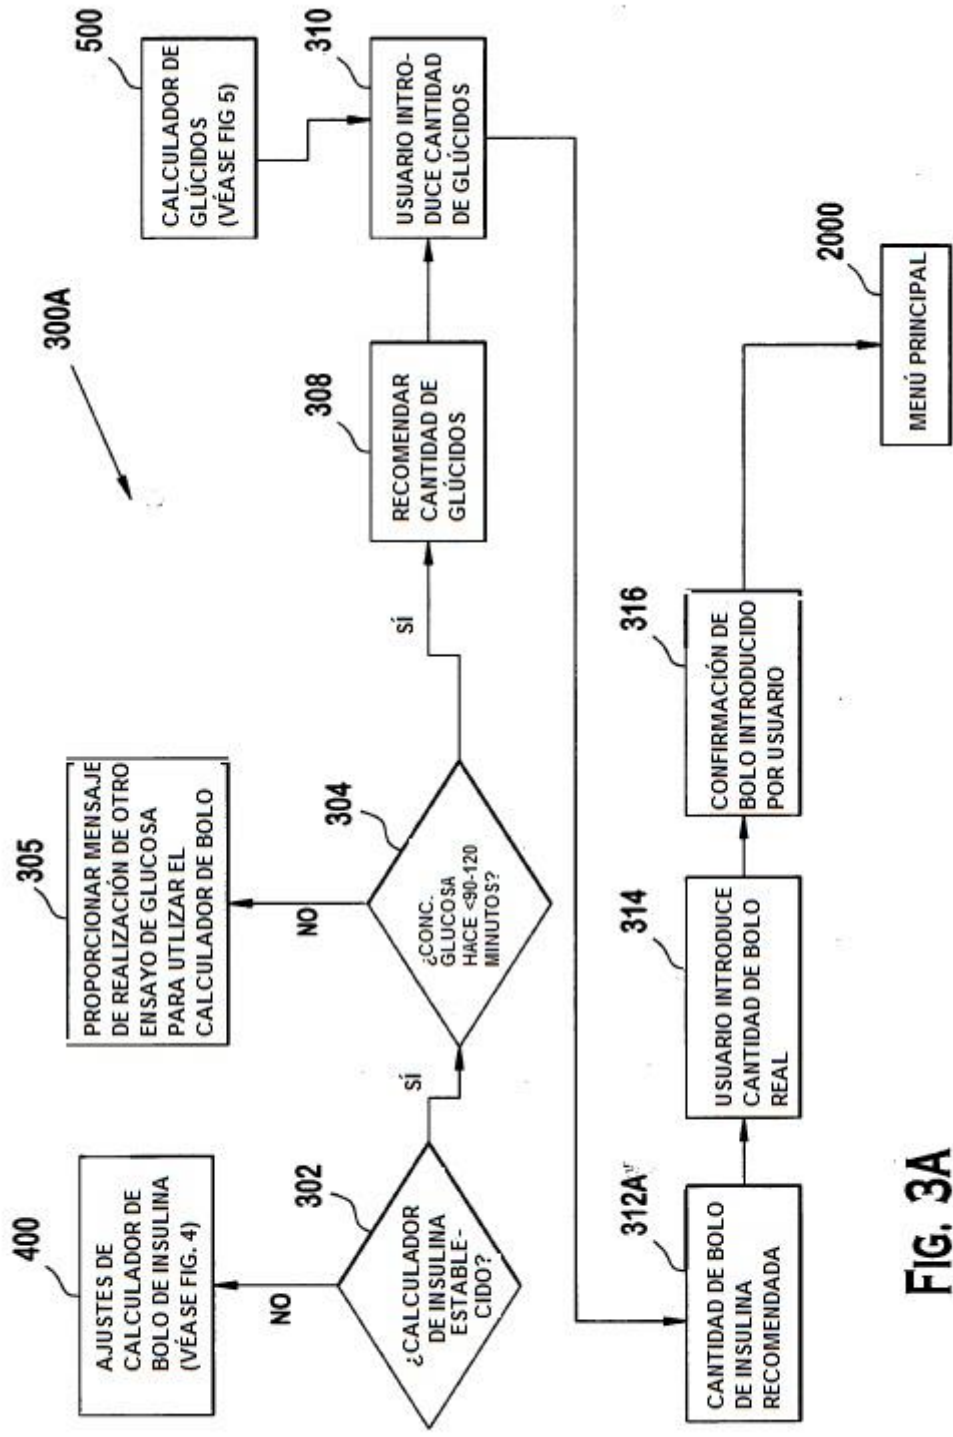 400
AJUSTES DE
CALCULADOR DE
BOLO DE INSULINA
(VÉASE FIG. 4)
NO
302
¿CALCULADOR
DE INSULINA
ESTABLE-
CIDO?
SÍ
305
PROPORCIONAR MENSAJE
DE REALIZACIÓN DE OTRO
ENSAYO DE GLUCOSA
PARA UTLIZAR EL
CALCULADOR DE BOLO
NO
304
¿CONC.
GLUCOSA
HACE <90-120
MINUTOS?
SÍ
300A
308
RECOMENDAR
CANTIDAD DE
GLÚCIDOS
500
CALCULADOR DE
GLÚCIDOS
(VÉASE FIG 5)
310
USUARIO INTRO-
DUCE CANTIDAD
DE GLÚCIDOS
312A
CANTIDAD DE BOLO
DE INSULINA
RECOMENDADA
314
USUARIO INTRODUCE
CANTIDAD DE BOLO
REAL
316
CONFIRMACIÓN DE
BOLO INTRODUCIDO
POR USUARIO
2000
MENÚ PRINCIPAL
FIG. 3A